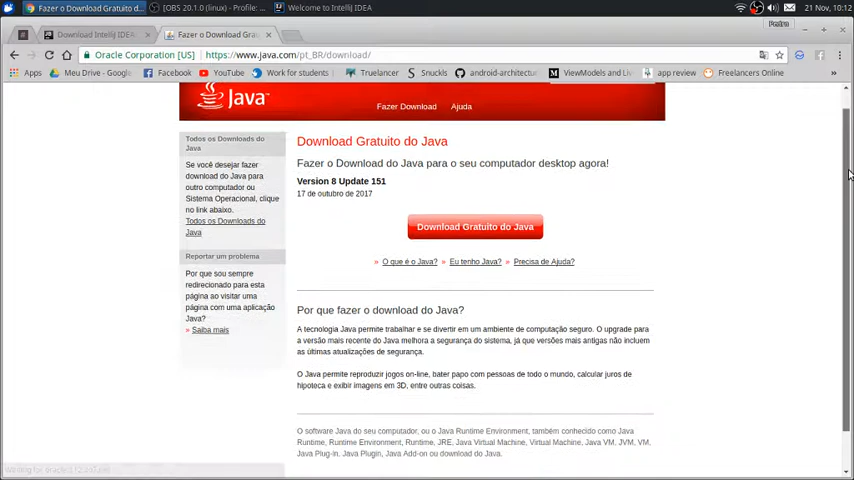 Fazer o Download Gratuito d...
[OBS 20.1.0 (linux) - Profile: ...
Welcome to Intellij IDEA
21 Nov, 10:12
Download Intellij IDEA:
Fazer o Download Grat
Oracle Corporation [US]
https://www.java.com/pt_BR/download/
Apps
Meu Drive - Google
Facebook
YouTube
Work for students
Truelancer
Snuckls
android-architectur
ViewModels and Liv
app review
Freelancers Online
»
Java™
Fazer Download
Ajuda
Todos os Downloads do
Java
Se você desejar fazer
download do Java para
outro computador ou
Sistema Operacional, clique
no link abaixo.
Todos os Downloads do
Java
Reportar um problema
Por que sou sempre
redirecionado para esta
página ao visitar uma
página com uma aplicação
Java?
» Saiba mais
Download Gratuito do Java
Fazer o Download do Java para o seu computador desktop agora!
Version 8 Update 151
17 de outubro de 2017
Download Gratuito do Java
» O que é o Java? » Eu tenho Java? » Precisa de Ajuda?
Por que fazer o download do Java?
A tecnologia Java permite trabalhar e se divertir em um ambiente de computação seguro. O upgrade para
a versão mais recente do Java melhora a segurança do sistema, já que versões mais antigas não incluem
as últimas atualizações de segurança.
O Java permite reproduzir jogos on-line, bater papo com pessoas de todo o mundo, calcular juros de
hipoteca e exibir imagens em 3D, entre outras coisas.
O software Java do seu computador, ou o Java Runtime Environment, também conhecido como Java
Runtime, Runtime Environment, Runtime, JRE, Java Virtual Machine, Virtual Machine, Java VM, JVM, VM,
Java Plug-in, Java Plugin, Java Add-on ou download do Java.